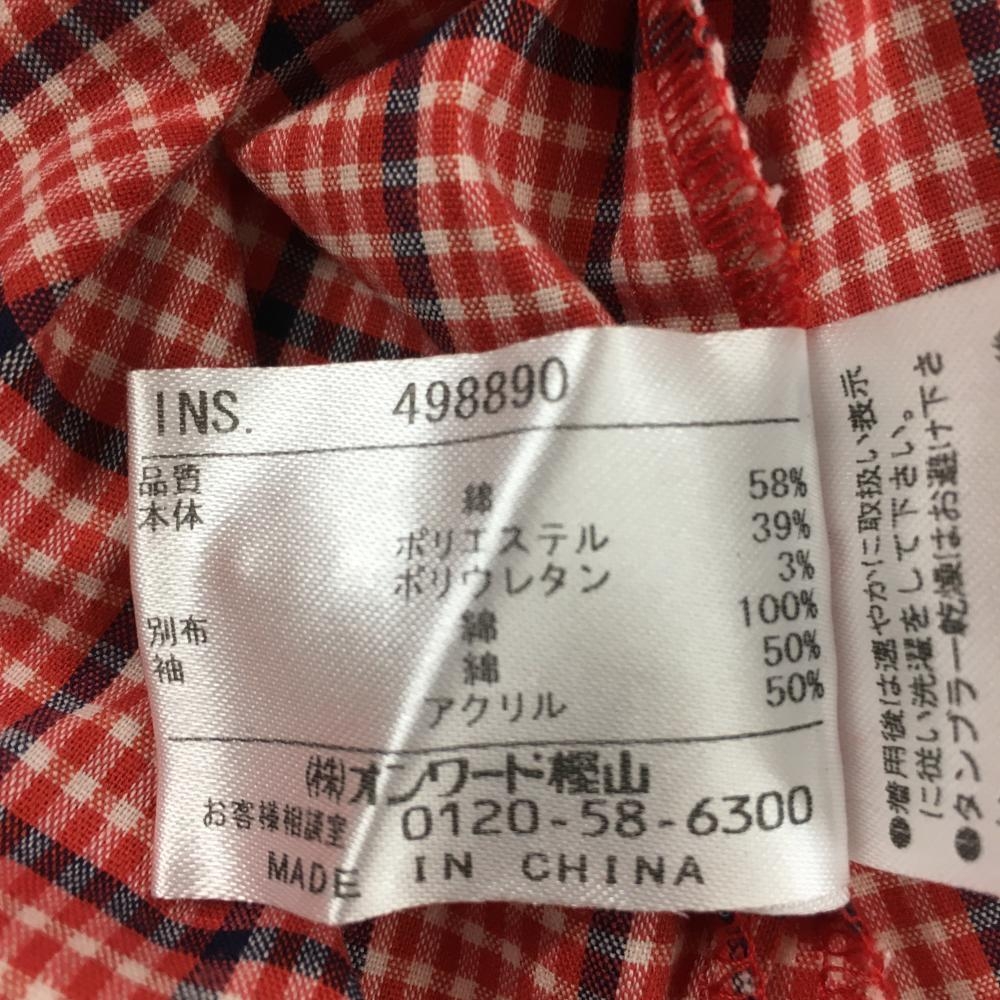 INS. 498890
品質
本体 綿 58%
ポリエステル 39%
ポリウレタン 3%
別布 綿 100%
袖 綿 50%
アクリル 50%
㈱オンワード樫山
お客様相談室 0120-58-6300
MADE IN CHINA
●着用後は速やかに取扱い表示
に従い洗濯をして下さい。
●タンブラー乾燥はお避け下さ